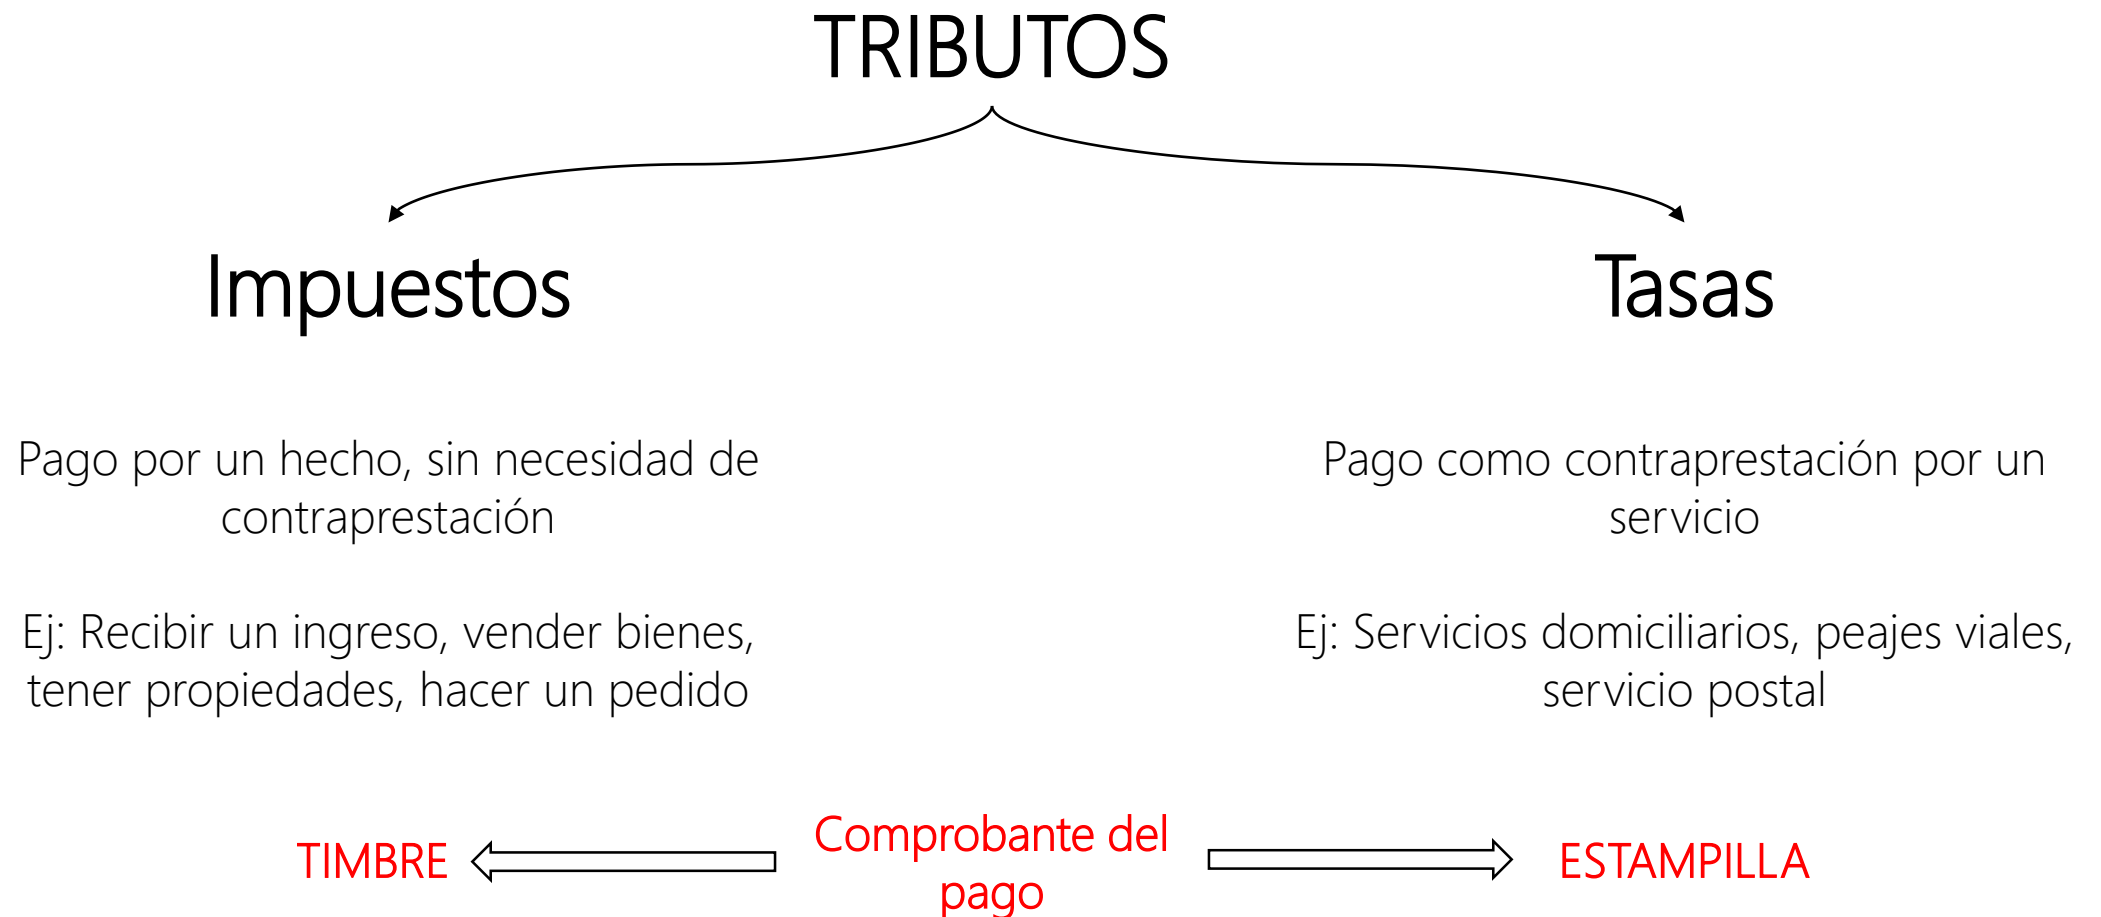 TRIBUTOS
Impuestos
Tasas
Pago por un hecho, sin necesidad de
contraprestación
Pago como contraprestación por un
servicio
Ej: Recibir un ingreso, vender bienes,
tener propiedades, hacer un pedido
Ej: Servicios domiciliarios, peajes viales,
servicio postal
TIMBRE
Comprobante del
pago
ESTAMPILLA